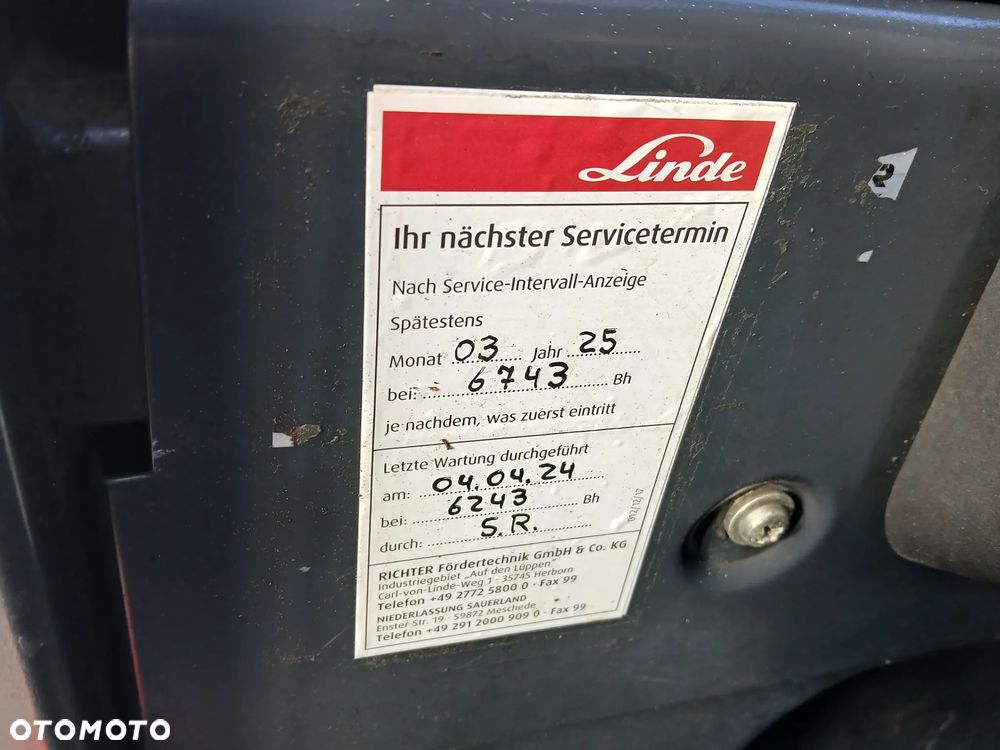 Linde
Ihr nächster Servicetermin
Nach Service-Intervall-Anzeige
Spätestens
Monat 03 Jahr 25
bei: 6743 Bh
je nachdem, was zuerst eintritt
Letzte Wartung durchgeführt
am: 04.04.24
bei: 6243 Bh
durch: S.R.
RICHTER Fördertechnik GmbH & Co. KG
Industriegebiet „Auf den Lüppen"
Carl-von-Linde-Weg 1 · 35745 Herborn
Telefon +49 2772 5800 0 · Fax 99
NIEDERLASSUNG SAUERLAND
Enster Str. 19 · 59872 Meschede
Telefon +49 291 2000 909 0 · Fax 99
OTOMOTO